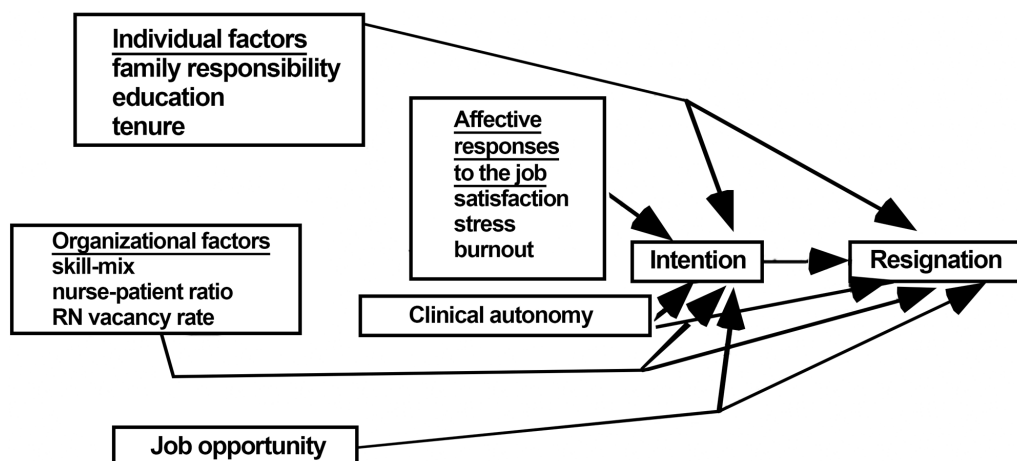 Individual factors
family responsibility
education
tenure
Affective
responses
to the job
satisfaction
stress
burnout
Organizational factors
skill-mix
nurse-patient ratio
RN vacancy rate
Intention
Resignation
Clinical autonomy
Job opportunity